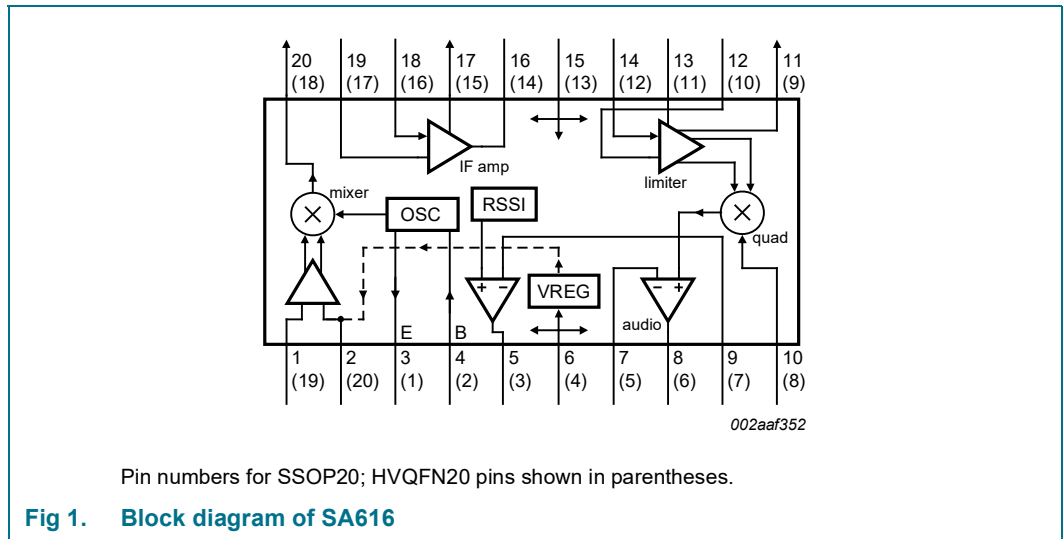 20 19 18 17 16 15 14 13 12 11
(18) (17) (16) (15) (14) (13) (12) (11) (10) (9)
IF amp
limiter
mixer
OSC
RSSI
quad
+ −
VREG
− +
audio
E B
1 2 3 4 5 6 7 8 9 10
(19) (20) (1) (2) (3) (4) (5) (6) (7) (8)
002aaf352
Pin numbers for SSOP20; HVQFN20 pins shown in parentheses.
Fig 1. Block diagram of SA616